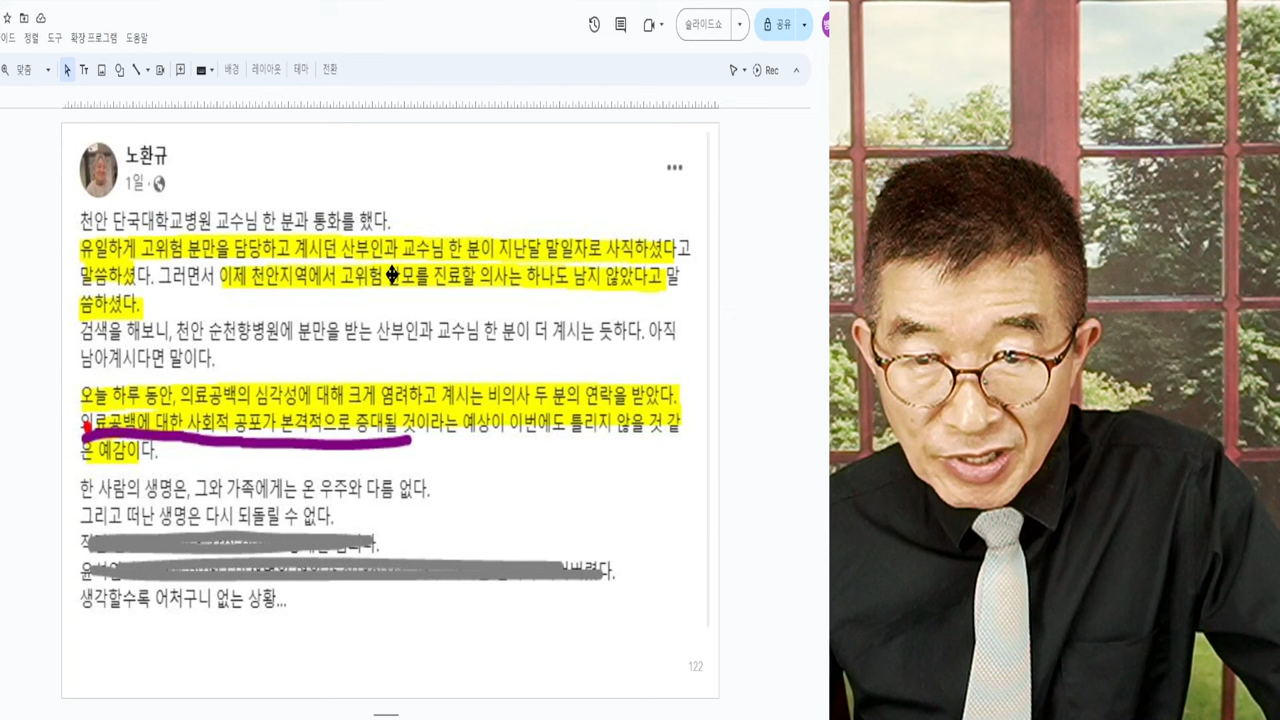 이드 정렬 도구 확장 프로그램 도움말
슬라이드쇼
공유
맞춤
배경 레이아웃 테마 전환
Rec
노환규
1일
천안 단국대학교병원 교수님 한 분과 통화를 했다.
유일하게 고위험 분만을 담당하고 계시던 산부인과 교수님 한 분이 지난달 말일자로 사직하셨다고
말씀하셨다. 그러면서 이제 천안지역에서 고위험 산모를 진료할 의사는 하나도 남지 않았다고 말
씀하셨다.
검색을 해보니, 천안 순천향병원에 분만을 받는 산부인과 교수님 한 분이 더 계시는 듯하다. 아직
남아계시다면 말이다.
오늘 하루 동안, 의료공백의 심각성에 대해 크게 염려하고 계시는 비의사 두 분의 연락을 받았다.
의료공백에 대한 사회적 공포가 본격적으로 증대될 것이라는 예상이 이번에도 틀리지 않을 것 같
은 예감이다.
한 사람의 생명은, 그와 가족에게는 온 우주와 다름 없다.
그리고 떠난 생명은 다시 되돌릴 수 없다.
생각할수록 어처구니 없는 상황...
122